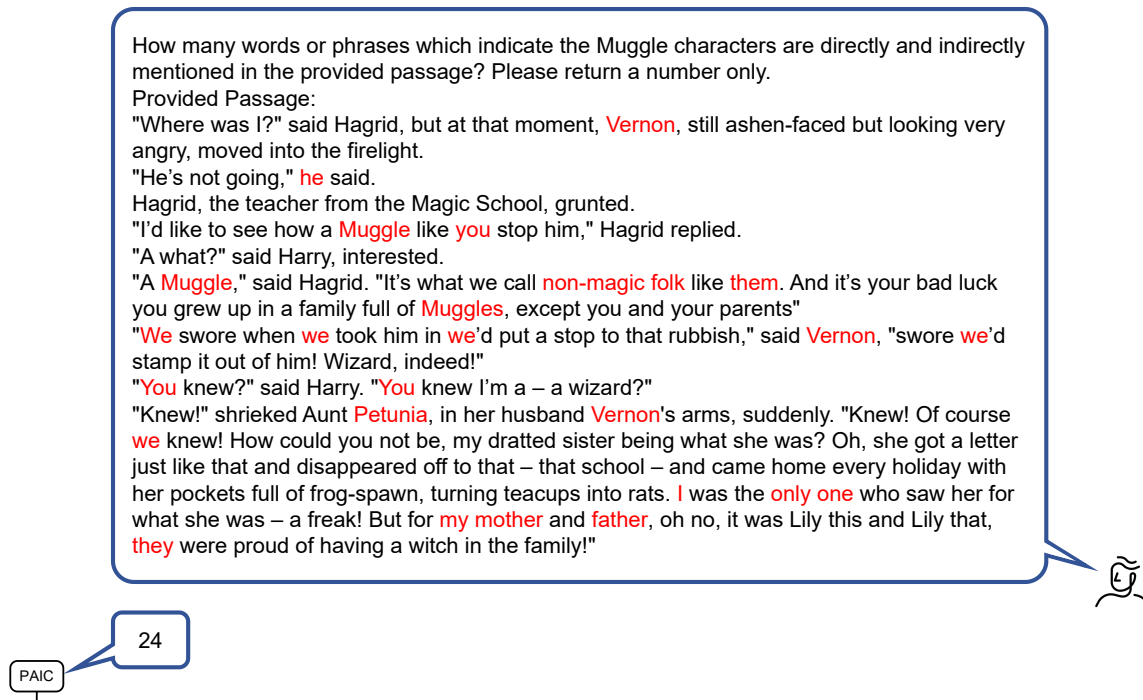 How many words or phrases which indicate the Muggle characters are directly and indirectly
mentioned in the provided passage? Please return a number only.
Provided Passage:
"Where was I?" said Hagrid, but at that moment, Vernon, still ashen-faced but looking very
angry, moved into the firelight.
"He’s not going," he said.
Hagrid, the teacher from the Magic School, grunted.
"I’d like to see how a Muggle like you stop him," Hagrid replied.
"A what?" said Harry, interested.
"A Muggle," said Hagrid. "It’s what we call non-magic folk like them. And it’s your bad luck
you grew up in a family full of Muggles, except you and your parents"
"We swore when we took him in we’d put a stop to that rubbish," said Vernon, "swore we’d
stamp it out of him! Wizard, indeed!"
"You knew?" said Harry. "You knew I’m a – a wizard?"
"Knew!" shrieked Aunt Petunia, in her husband Vernon's arms, suddenly. "Knew! Of course
we knew! How could you not be, my dratted sister being what she was? Oh, she got a letter
just like that and disappeared off to that – that school – and came home every holiday with
her pockets full of frog-spawn, turning teacups into rats. I was the only one who saw her for
what she was – a freak! But for my mother and father, oh no, it was Lily this and Lily that,
they were proud of having a witch in the family!"
24
PAIC